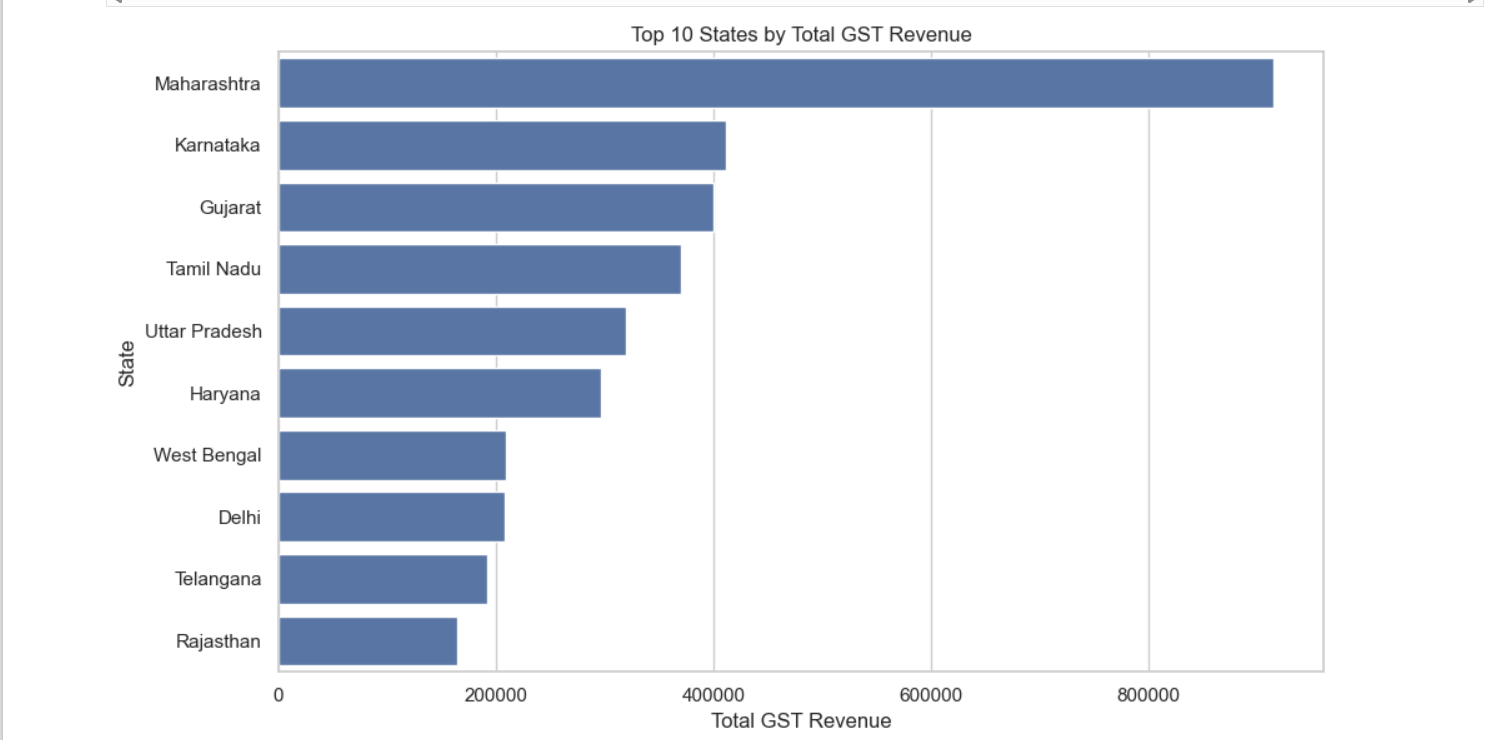 Top 10 States by Total GST Revenue
Maharashtra
Karnataka
Gujarat
Tamil Nadu
Uttar Pradesh
State
Haryana
West Bengal
Delhi
Telangana
Rajasthan
0 200000 400000 600000 800000
Total GST Revenue